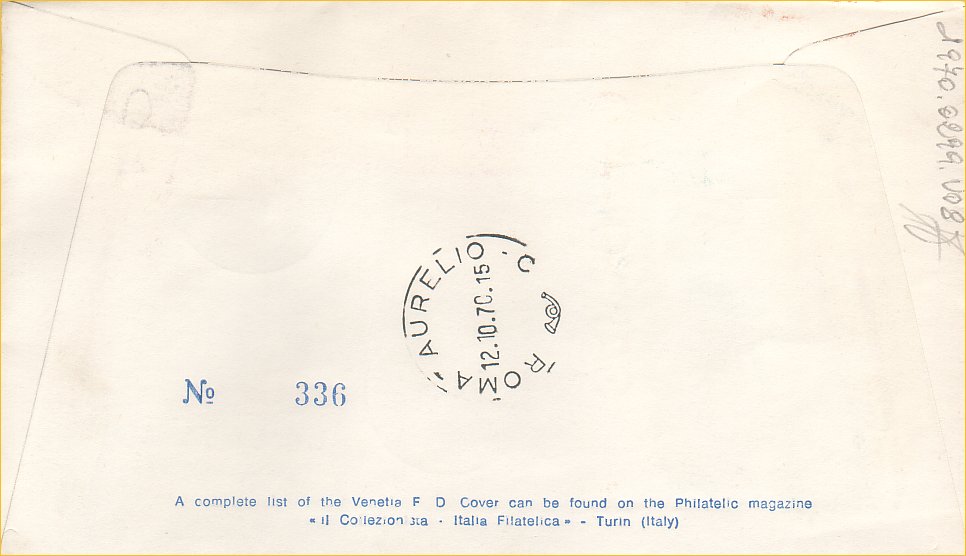 AURELIO
C
12.10.70.15
ROMA
№ 336
A complete list of the Venetia F D Cover can be found on the Philatelic magazine
« Il Collezionista - Italia Filatelica » - Turin (Italy)